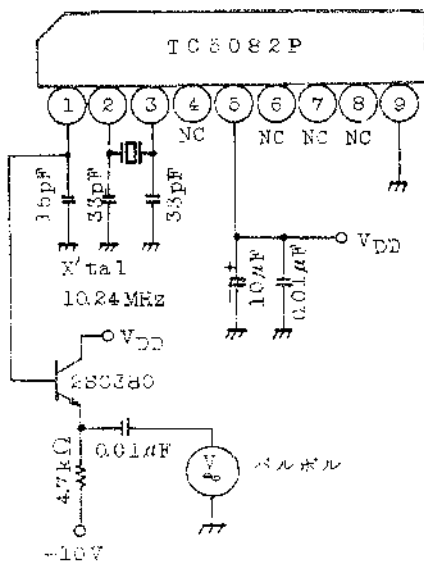 TC5082P
1 2 3 4 5 6 7 8 9
NC NC NC NC
15pF
33pF
33pF
X'tal
10.24MHz
+
10μF
0.01μF
VDD
VDD
2SC380
4.7kΩ
0.01μF
V
バルボル
-10V